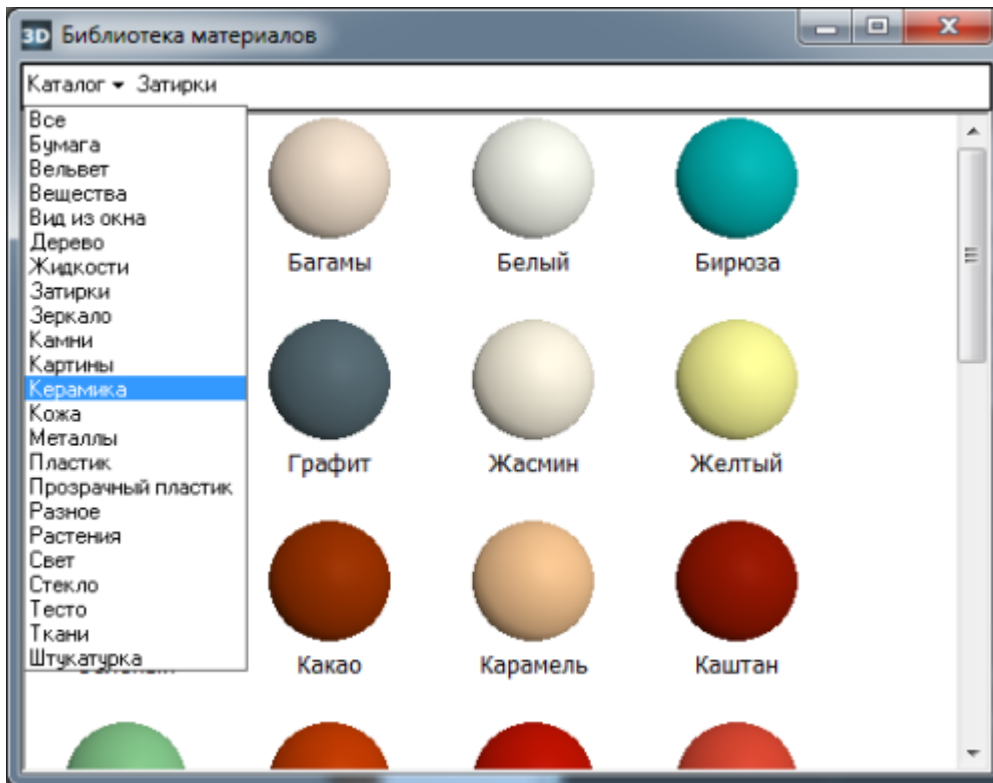 3D Библиотека материалов
Каталог Затирки
Все
Бумага
Вельвет
Вещества
Вид из окна
Дерево
Жидкости
Затирки
Зеркало
Камни
Картины
Керамика
Кожа
Металлы
Пластик
Прозрачный пластик
Разное
Растения
Свет
Стекло
Тесто
Ткани
Штукатурка
Багамы Белый Бирюза
Графит Жасмин Желтый
Какао Карамель Каштан